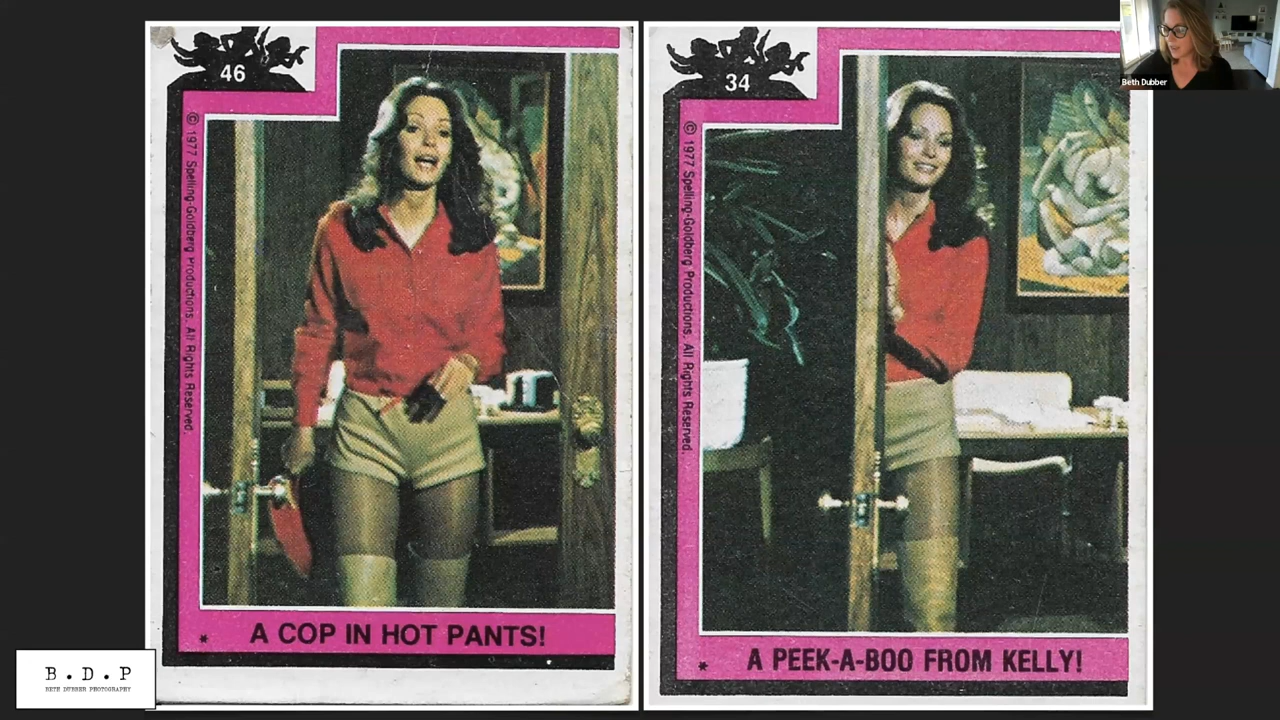 46
© 1977 Spelling-Goldberg Productions. All Rights Reserved.
A COP IN HOT PANTS!
*
34
© 1977 Spelling-Goldberg Productions. All Rights Reserved.
A PEEK-A-BOO FROM KELLY!
*
Beth Dubber
B.D.P
BETH DUBBER PHOTOGRAPHY